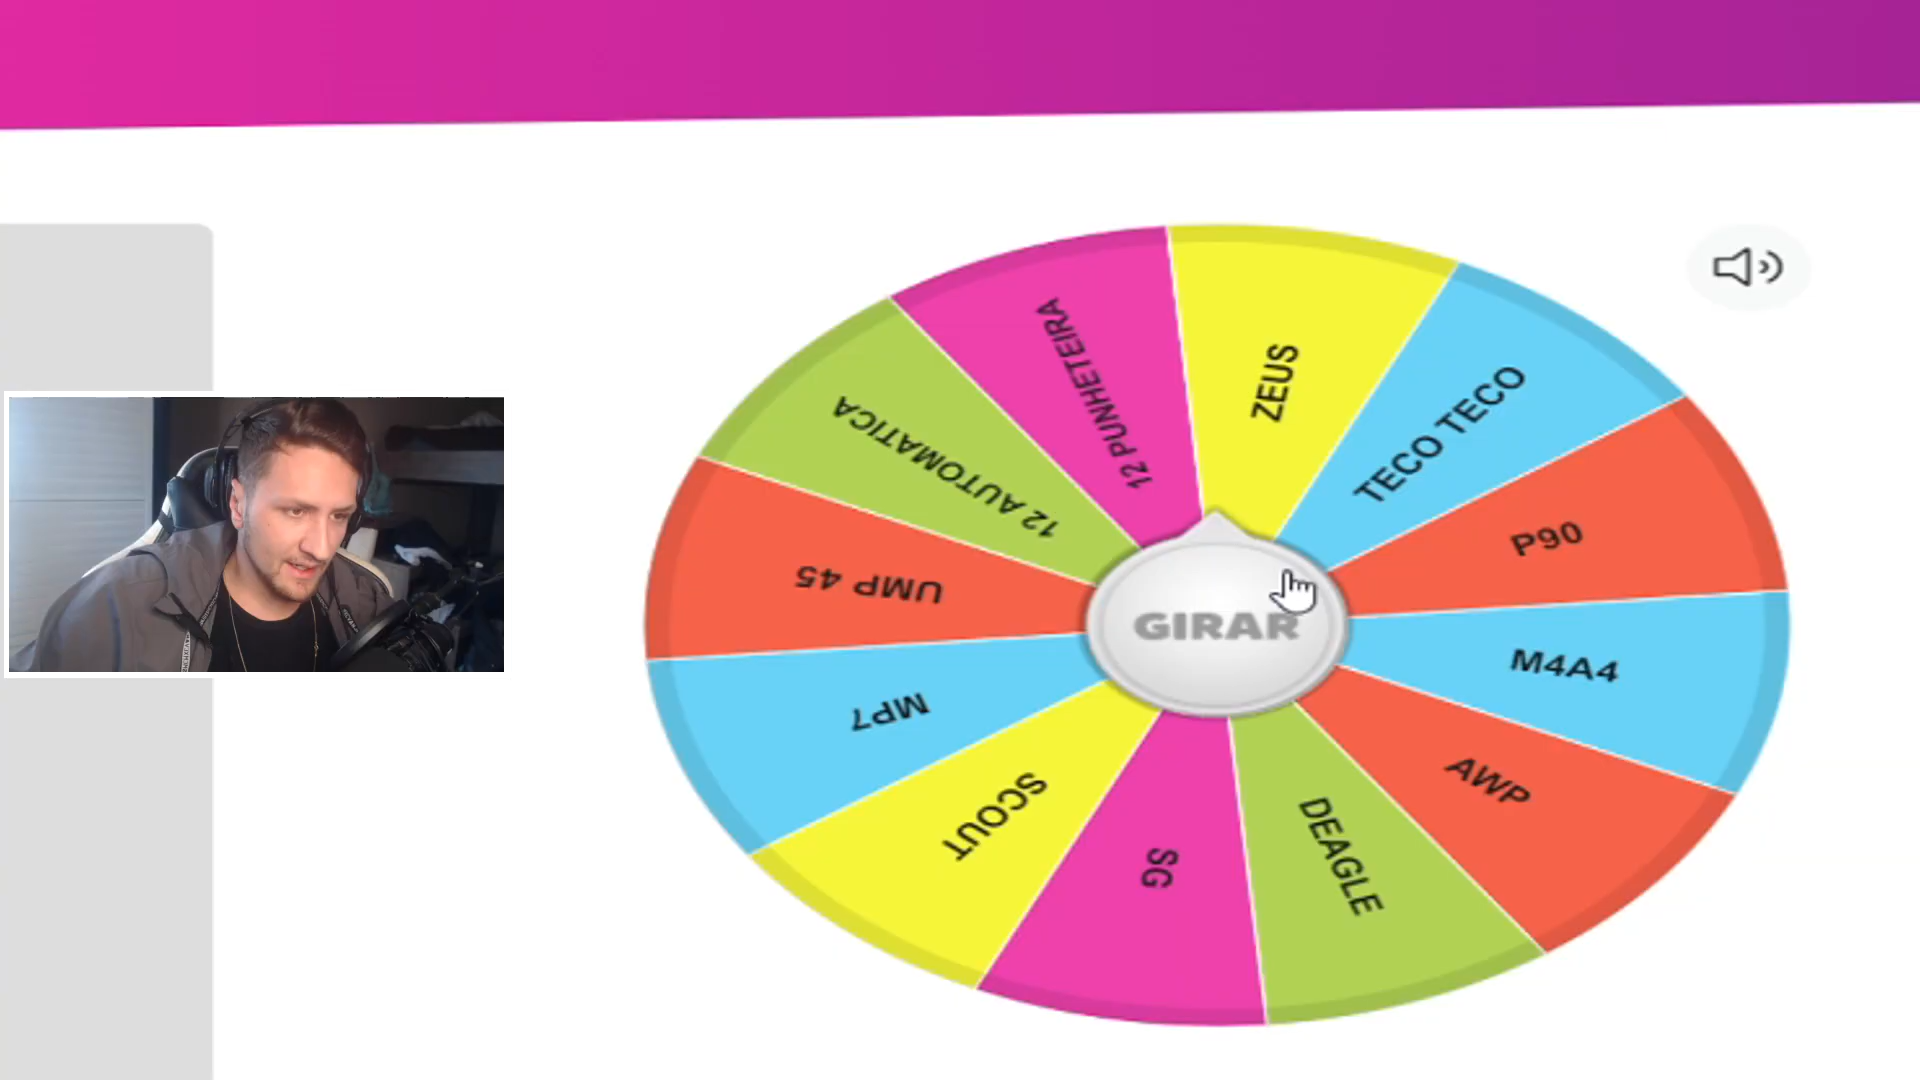 ZEUS
TECO TECO
P90
M4A4
AWP
DEAGLE
SG
SCOUT
MP7
UMP 45
12 AUTOMATICA
12 PUNHETEIRA
GIRAR